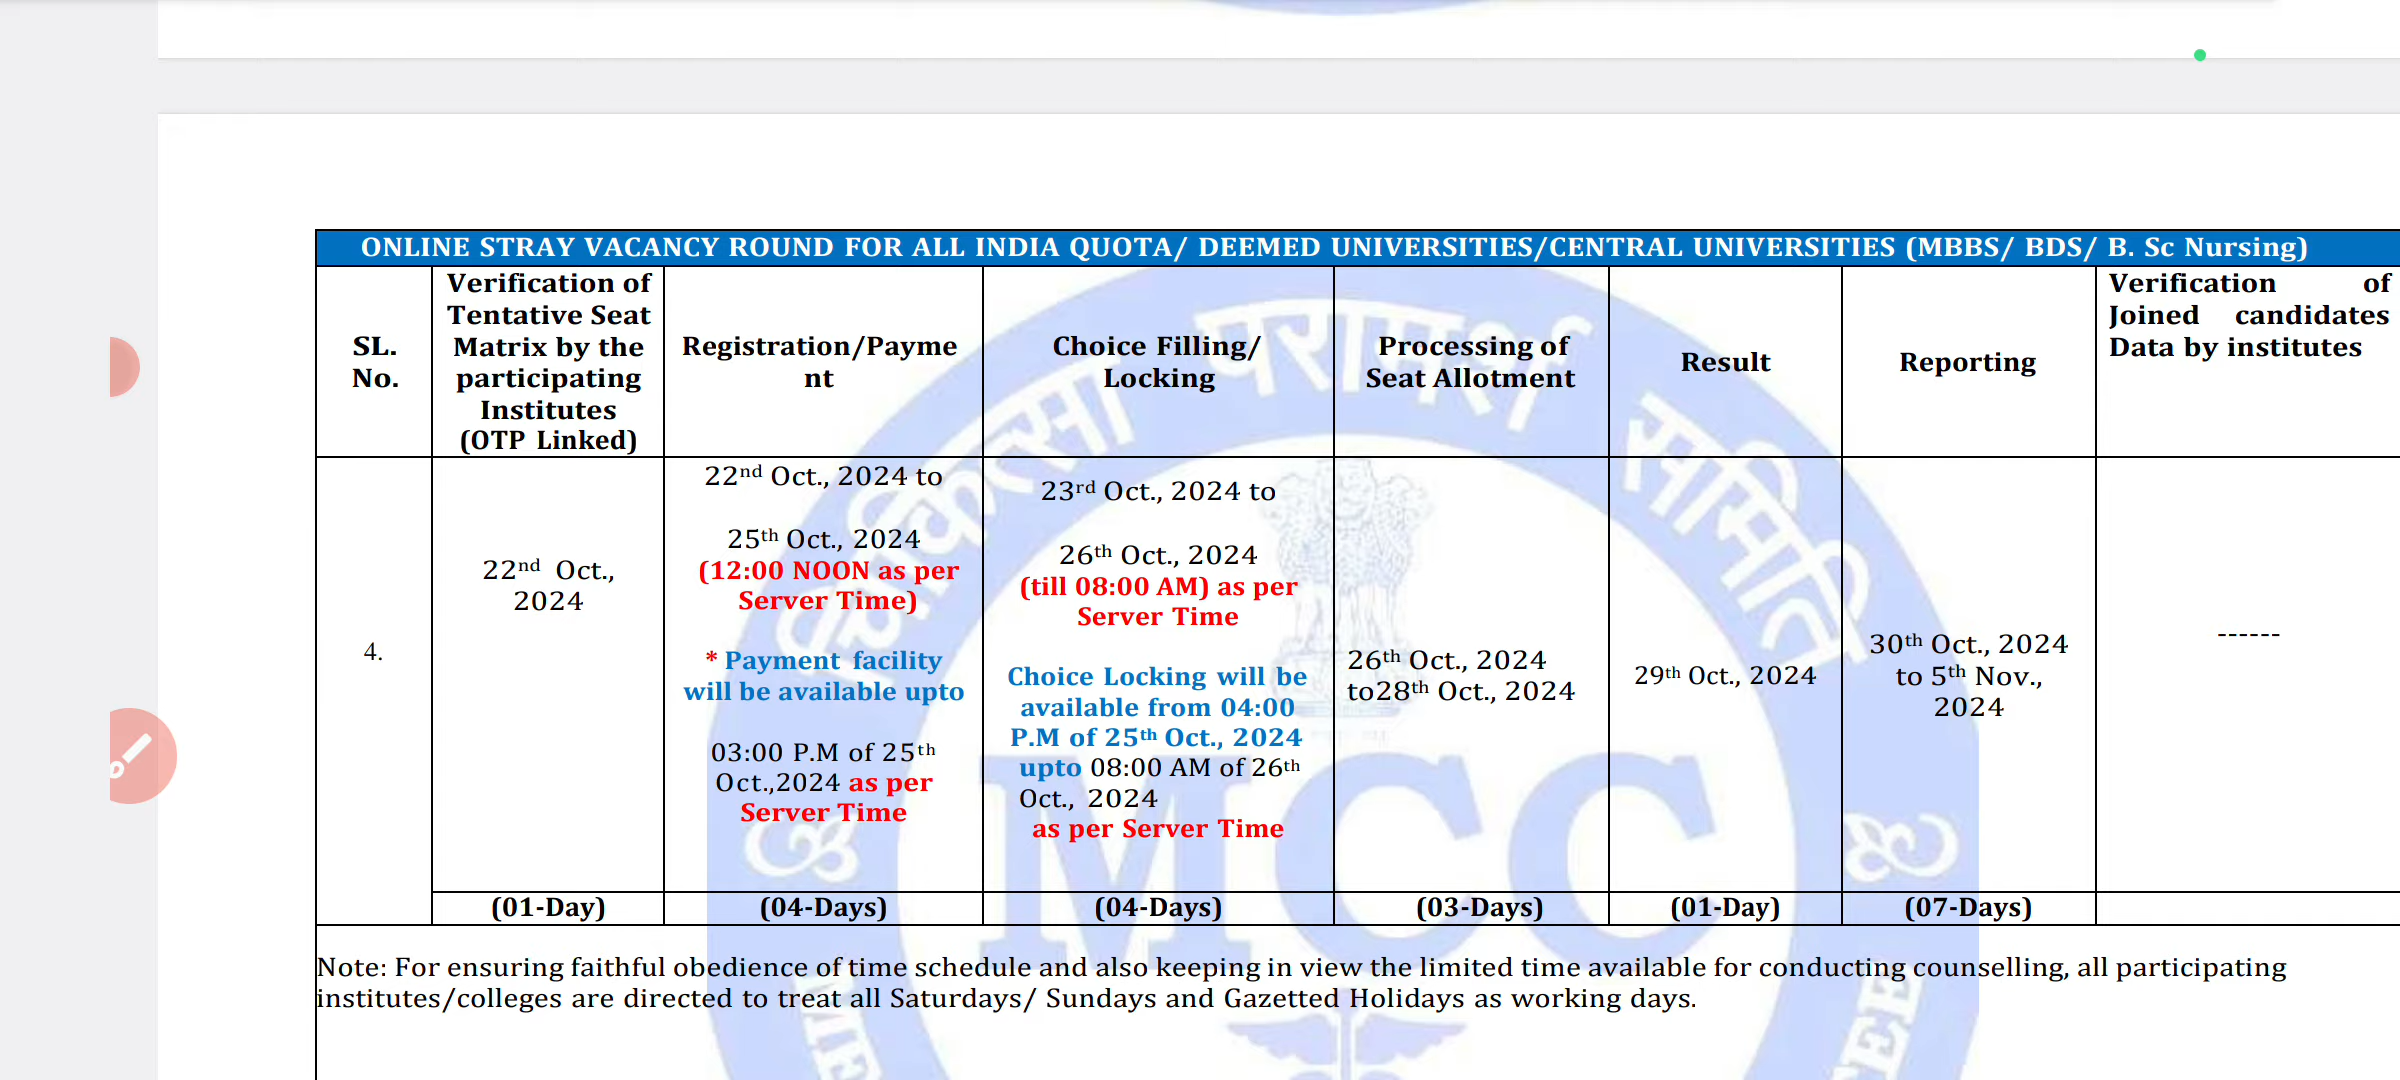 ONLINE STRAY VACANCY ROUND FOR ALL INDIA QUOTA/ DEEMED UNIVERSITIES/CENTRAL UNIVERSITIES (MBBS/ BDS/ B. Sc Nursing)
SL.
No.
Verification of
Tentative Seat
Matrix by the
participating
Institutes
(OTP Linked)
Registration/Payme
nt
Choice Filling/
Locking
Processing of
Seat Allotment
Result
Reporting
Verification of
Joined candidates
Data by institutes
4.
22nd Oct.,
2024
22nd Oct., 2024 to
25th Oct., 2024
(12:00 NOON as per
Server Time)
* Payment facility
will be available upto
03:00 P.M of 25th
Oct.,2024 as per
Server Time
23rd Oct., 2024 to
26th Oct., 2024
(till 08:00 AM) as per
Server Time
Choice Locking will be
available from 04:00
P.M of 25th Oct., 2024
upto 08:00 AM of 26th
Oct., 2024
as per Server Time
26th Oct., 2024
to28th Oct., 2024
29th Oct., 2024
30th Oct., 2024
to 5th Nov.,
2024
------
(01-Day)
(04-Days)
(04-Days)
(03-Days)
(01-Day)
(07-Days)
Note: For ensuring faithful obedience of time schedule and also keeping in view the limited time available for conducting counselling, all participating
institutes/colleges are directed to treat all Saturdays/ Sundays and Gazetted Holidays as working days.
चिकित्सा परामर्श समिति
MCC